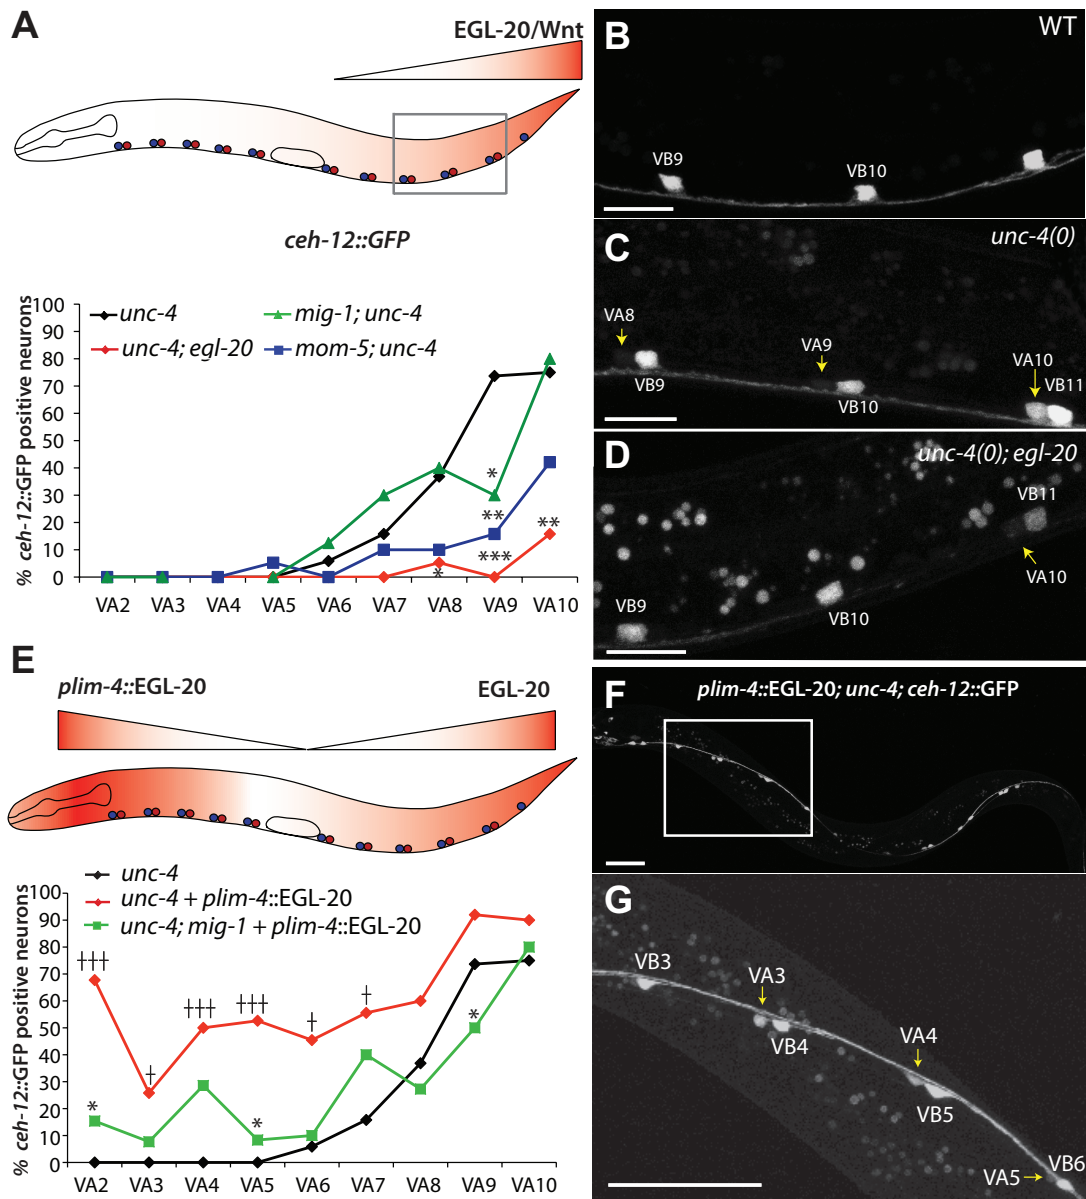 A
EGL-20/Wnt
ceh-12::GFP
% ceh-12::GFP positive neurons
100
90
80
70
60
50
40
30
20
10
0
unc-4
mig-1; unc-4
unc-4; egl-20
mom-5; unc-4
*
**
***
**
*
VA2 VA3 VA4 VA5 VA6 VA7 VA8 VA9 VA10
B
WT
VB9
VB10
C
unc-4(0)
VA8
VB9
VA9
VB10
VA10
VB11
D
unc-4(0); egl-20
VB11
VA10
VB9
VB10
E
plim-4::EGL-20
EGL-20
unc-4
unc-4 + plim-4::EGL-20
unc-4; mig-1 + plim-4::EGL-20
% ceh-12::GFP positive neurons
100
90
80
70
60
50
40
30
20
10
0
†††
†
†††
†††
†
†
*
*
*
VA2 VA3 VA4 VA5 VA6 VA7 VA8 VA9 VA10
F
plim-4::EGL-20; unc-4; ceh-12::GFP
G
VB3
VA3
VB4
VA4
VB5
VA5
VB6